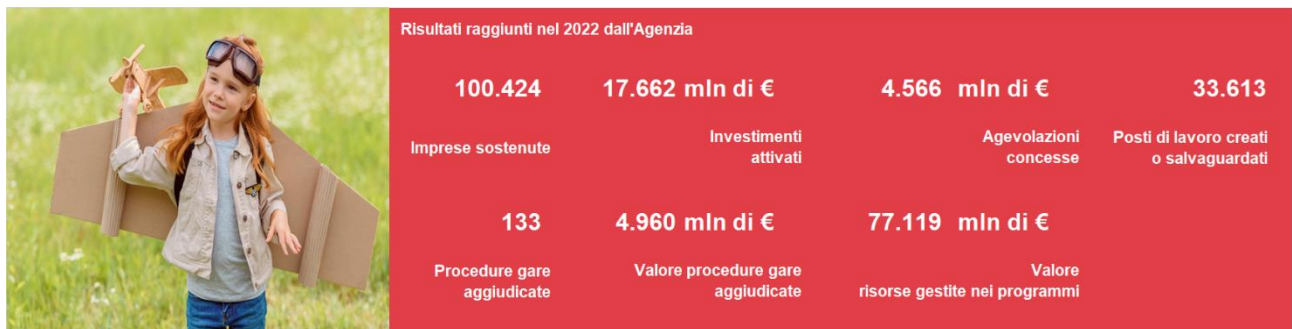 Risultati raggiunti nel 2022 dall'Agenzia
100.424
17.662 mln di €
4.566 mln di €
33.613
Imprese sostenute
Investimenti
attivati
Agevolazioni
concesse
Posti di lavoro creati
o salvaguardati
133
4.960 mln di €
77.119 mln di €
Procedure gare
aggiudicate
Valore procedure gare
aggiudicate
Valore
risorse gestite nei programmi